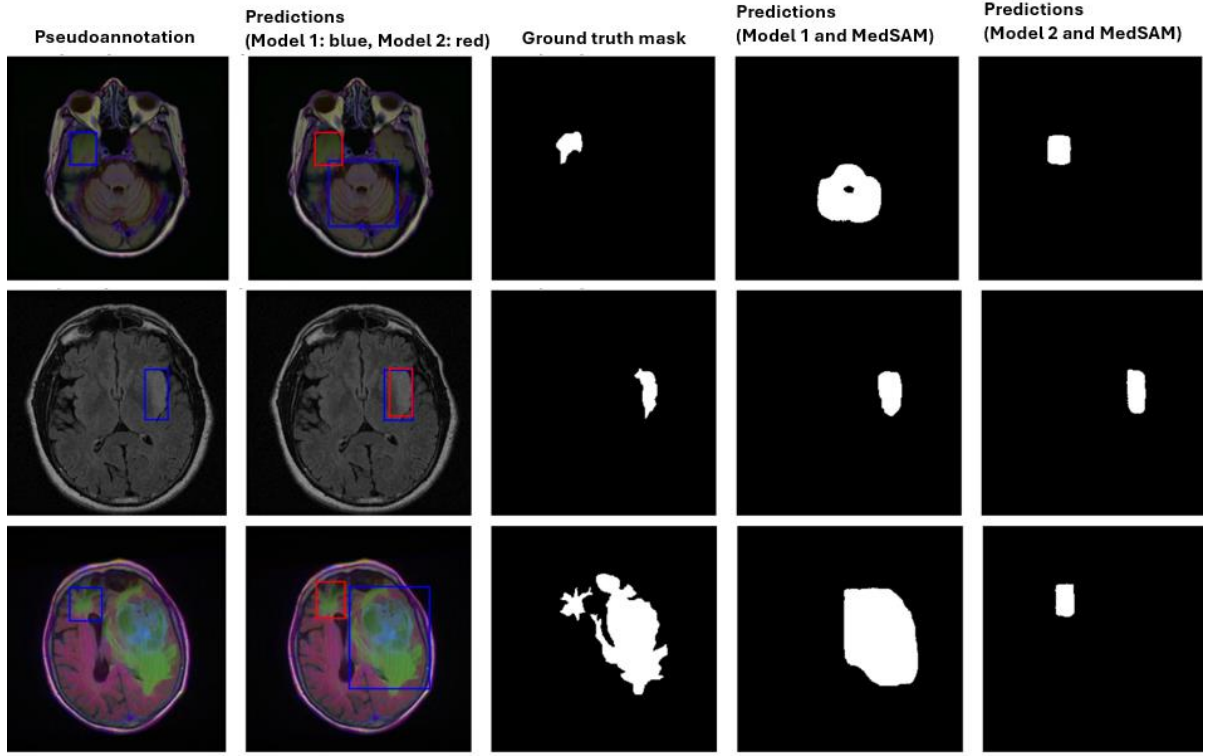 Pseudoannotation
Predictions
(Model 1: blue, Model 2: red)
Ground truth mask
Predictions
(Model 1 and MedSAM)
Predictions
(Model 2 and MedSAM)